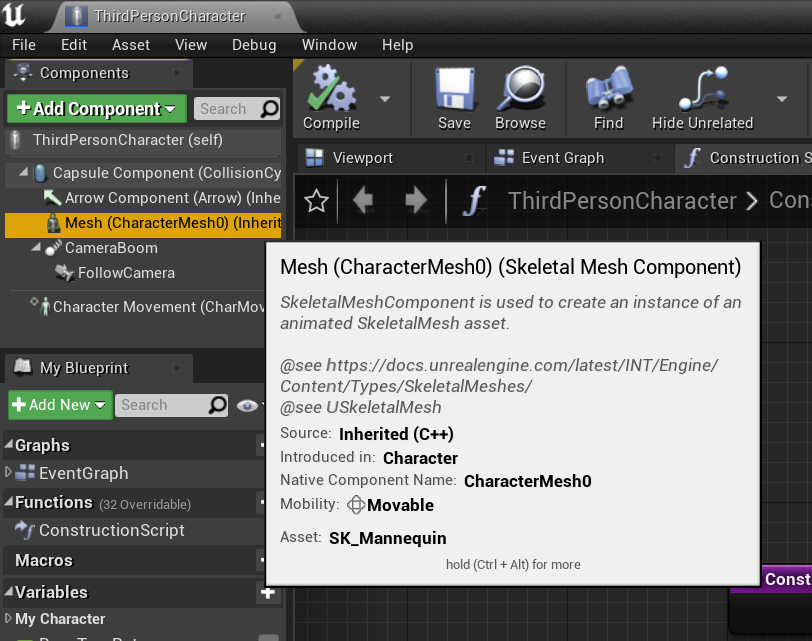 ThirdPersonCharacter
File Edit Asset View Debug Window Help
Components
Add Component
Search
ThirdPersonCharacter (self)
Capsule Component (CollisionCy
Arrow Component (Arrow) (Inhe
Mesh (CharacterMesh0) (Inherit
CameraBoom
FollowCamera
Character Movement (CharMov
My Blueprint
Add New
Search
Graphs
EventGraph
Functions (32 Overridable)
ConstructionScript
Macros
Variables
My Character
Compile
Save
Browse
Find
Hide Unrelated
Viewport
Event Graph
Construction S
ThirdPersonCharacter > Con
Mesh (CharacterMesh0) (Skeletal Mesh Component)
SkeletalMeshComponent is used to create an instance of an
animated SkeletalMesh asset.
@see https://docs.unrealengine.com/latest/INT/Engine/
Content/Types/SkeletalMeshes/
@see USkeletalMesh
Source: Inherited (C++)
Introduced in: Character
Native Component Name: CharacterMesh0
Mobility: Movable
Asset: SK_Mannequin
hold (Ctrl + Alt) for more
Const